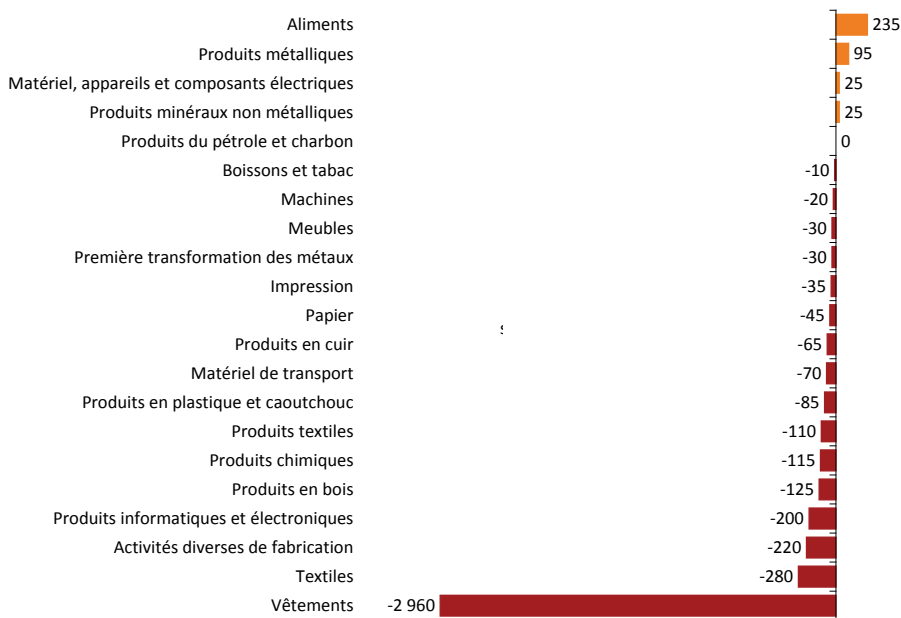 Aliments 235
Produits métalliques 95
Matériel, appareils et composants électriques 25
Produits minéraux non métalliques 25
Produits du pétrole et charbon 0
Boissons et tabac -10
Machines -20
Meubles -30
Première transformation des métaux -30
Impression -35
Papier -45
Produits en cuir -65
Matériel de transport -70
Produits en plastique et caoutchouc -85
Produits textiles -110
Produits chimiques -115
Produits en bois -125
Produits informatiques et électroniques -200
Activités diverses de fabrication -220
Textiles -280
Vêtements -2 960